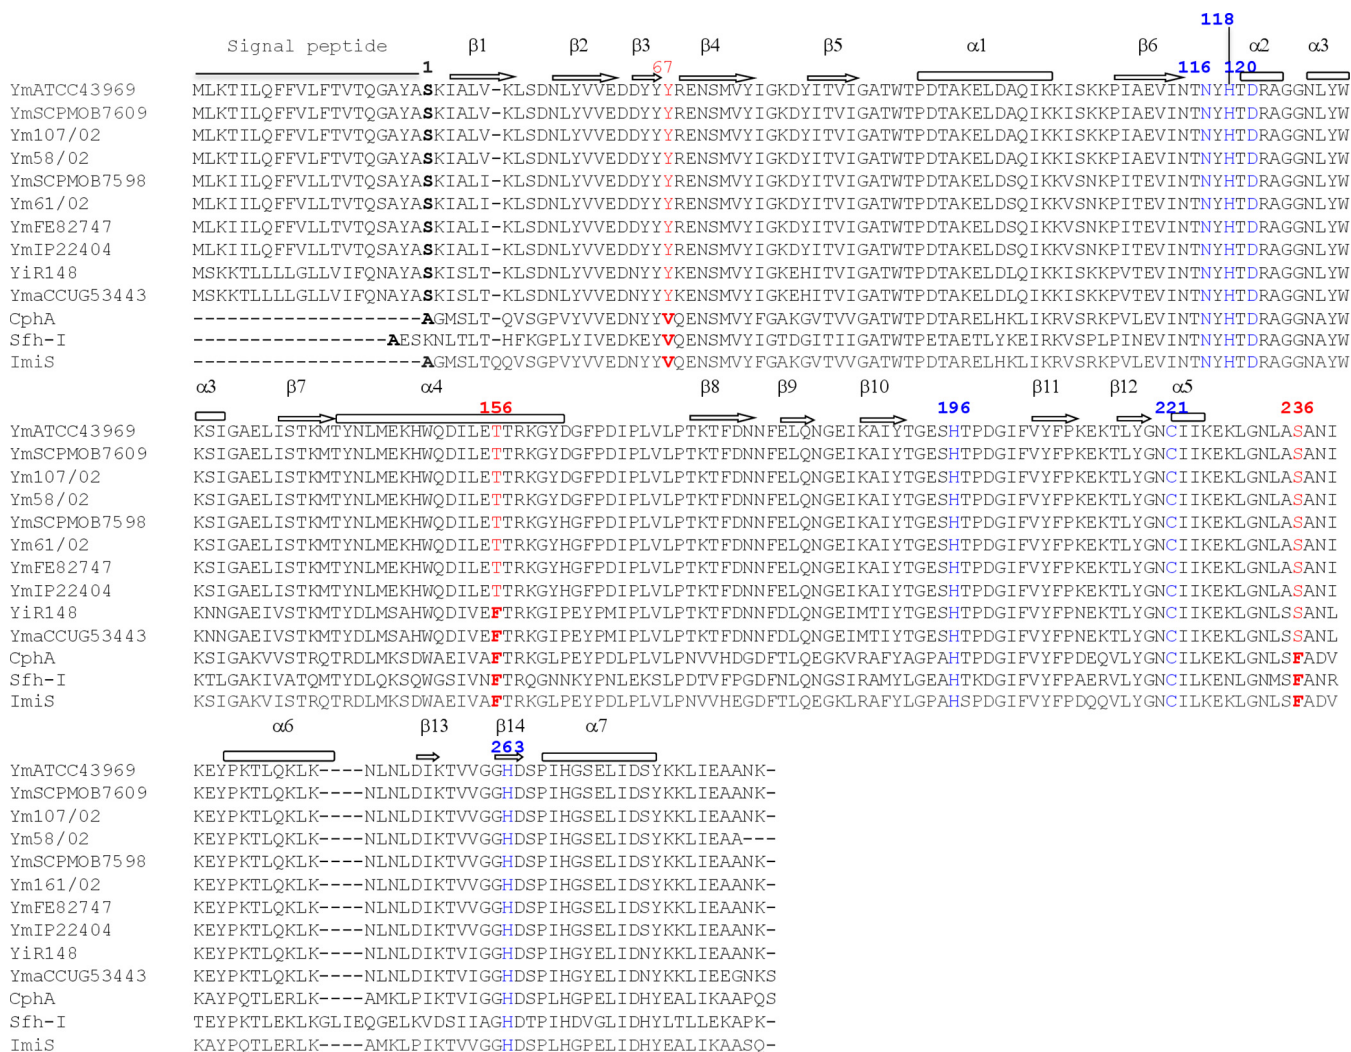 118
Signal peptide β1 β2 β3 β4 β5 α1 β6 α2 α3
1 67 116 120
YmATCC43969 MLKTILQFFVLFTVTQGAYASKIALV-KLSDNLYVVEDDYYYRENSMVYIGKDYITVIGATWTPDTAKELDAQIKKISKKPIAEVINTNYHTDRAGGNLYW
YmSCPMOB7609 MLKTILQFFVLFTVTQGAYASKIALV-KLSDNLYVVEDDYYYRENSMVYIGKDYITVIGATWTPDTAKELDAQIKKISKKPIAEVINTNYHTDRAGGNLYW
Ym107/02 MLKTILQFFVLFTVTQGAYASKIALV-KLSDNLYVVEDDYYYRENSMVYIGKDYITVIGATWTPDTAKELDAQIKKISKKPIAEVINTNYHTDRAGGNLYW
Ym58/02 MLKTILQFFVLFTVTQGAYASKIALV-KLSDNLYVVEDDYYYRENSMVYIGKDYITVIGATWTPDTAKELDAQIKKISKKPIAEVINTNYHTDRAGGNLYW
YmSCPMOB7598 MLKIILQFFVLLTVTQSAYASKIALI-KLSDNLYVVEDDYYYRENSMVYIGKDYITVIGATWTPDTAKELDSQIKKVSNKPITEVINTNYHTDRAGGNLYW
Ym61/02 MLKIILQFFVLLTVTQSAYASKIALI-KLSDNLYVVEDDYYYRENSMVYIGKDYITVIGATWTPDTAKELDSQIKKVSNKPITEVINTNYHTDRAGGNLYW
YmFE82747 MLKIILQFFVLLTVTQSAYASKIALI-KLSDNLYVVEDDYYYRENSMVYIGKDYITVIGATWTPDTAKELDSQIKKVSNKPITEVINTNYHTDRAGGNLYW
YmIP22404 MLKIILQFFVLLTVTQSAYASKIALI-KLSDNLYVVEDDYYYRENSMVYIGKDYITVIGATWTPDTAKELDSQIKKVSNKPITEVINTNYHTDRAGGNLYW
YiR148 MSKKTLLLLGLLVIFQNAYASKISLT-KLSDNLYVVEDNYYYKENSMVYIGKEHITVIGATWTPDTAKELDLQIKKISKKPVTEVINTNYHTDRAGGNLYW
YmaCCUG53443 MSKKTLLLLGLLVIFQNAYASKISLT-KLSDNLYVVEDNYYYKENSMVYIGKEHITVIGATWTPDTAKELDLQIKKISKKPVTEVINTNYHTDRAGGNLYW
CphA ---------------------AGMSLT-QVSGPVYVVEDNYYVQENSMVYFGAKGVTVVGATWTPDTARELHKLIKRVSRKPVLEVINTNYHTDRAGGNAYW
Sfh-I ------------------AESKNLTLT-HFKGPLYIVEDKEYVQENSMVYIGTDGITIIGATWTPETAETLYKEIRKVSPLPINEVINTNYHTDRAGGNAYW
ImiS ---------------------AGMSLTQQVSGPVYVVEDNYYVQENSMVYFGAKGVTVVGATWTPDTARELHKLIKRVSRKPVLEVINTNYHTDRAGGNAYW
α3 β7 α4 β8 β9 β10 β11 β12 α5
156 196 221 236
YmATCC43969 KSIGAELISTKMTYNLMEKHWQDILETTRKGYDGFPDIPLVLPTKTFDNNFELQNGEIKAIYTGESHTPDGIFVYFPKEKTLYGNCIIKEKLGNLASANI
YmSCPMOB7609 KSIGAELISTKMTYNLMEKHWQDILETTRKGYDGFPDIPLVLPTKTFDNNFELQNGEIKAIYTGESHTPDGIFVYFPKEKTLYGNCIIKEKLGNLASANI
Ym107/02 KSIGAELISTKMTYNLMEKHWQDILETTRKGYDGFPDIPLVLPTKTFDNNFELQNGEIKAIYTGESHTPDGIFVYFPKEKTLYGNCIIKEKLGNLASANI
Ym58/02 KSIGAELISTKMTYNLMEKHWQDILETTRKGYDGFPDIPLVLPTKTFDNNFELQNGEIKAIYTGESHTPDGIFVYFPKEKTLYGNCIIKEKLGNLASANI
YmSCPMOB7598 KSIGAELISTKMTYNLMEKHWQDILETTRKGYHGFPDIPLVLPTKTFDNNFELQNGEIKAIYTGESHTPDGIFVYFPKEKTLYGNCIIKEKLGNLASANI
Ym61/02 KSIGAELISTKMTYNLMEKHWQDILETTRKGYHGFPDIPLVLPTKTFDNNFELQNGEIKAIYTGESHTPDGIFVYFPKEKTLYGNCIIKEKLGNLASANI
YmFE82747 KSIGAELISTKMTYNLMEKHWQDILETTRKGYHGFPDIPLVLPTKTFDNNFELQNGEIKAIYTGESHTPDGIFVYFPKEKTLYGNCIIKEKLGNLASANI
YmIP22404 KSIGAELISTKMTYNLMEKHWQDILETTRKGYHGFPDIPLVLPTKTFDNNFELQNGEIKAIYTGESHTPDGIFVYFPKEKTLYGNCIIKEKLGNLASANI
YiR148 KNNGAEIVSTKMTYDLMSAHWQDIVEFTRKGIPEYPMIPLVLPTKTFDNNFDLQNGEIMTIYTGESHTPDGIFVYFPNEKTLYGNCIIKEKLGNLSSANL
YmaCCUG53443 KNNGAEIVSTKMTYDLMSAHWQDIVEFTRKGIPEYPMIPLVLPTKTFDNNFDLQNGEIMTIYTGESHTPDGIFVYFPNEKTLYGNCIIKEKLGNLSSANL
CphA KSIGAKVVSTRQTRDLMKSDWAEIVAFTRKGLPEYPDLPLVLPNVVHDGDFTLQEGKVRAFYAGPAHTPDGIFVYFPDEQVLYGNCILKEKLGNLSFADV
Sfh-I KTLGAKIVATQMTYDLQKSQWGSIVNFTRQGNNKYPNLEKSLPDTVFPGDFNLQNGSIRAMYLGEAHTKDGIFVYFPAERVLYGNCILKENLGNMSFANR
ImiS KSIGAKVISTRQTRDLMKSDWAEIVAFTRKGLPEYPDLPLVLPNVVHEGDFTLQEGKLRAFYLGPAHSPDGIFVYFPDQQVLYGNCILKEKLGNLSFADV
α6 β13 β14 α7
263
YmATCC43969 KEYPKTLQKLK----NLNLDIKTVVGGHDSPIHGSELIDSYKKLIEAANK-
YmSCPMOB7609 KEYPKTLQKLK----NLNLDIKTVVGGHDSPIHGSELIDSYKKLIEAANK-
Ym107/02 KEYPKTLQKLK----NLNLDIKTVVGGHDSPIHGSELIDSYKKLIEAANK-
Ym58/02 KEYPKTLQKLK----NLNLDIKTVVGGHDSPIHGSELIDSYKKLIEAA---
YmSCPMOB7598 KEYPKTLQKLK----NLNLDIKTVVGGHDSPIHGSELIDSYKKLIEAANK-
Ym161/02 KEYPKTLQKLK----NLNLDIKTVVGGHDSPIHGSELIDSYKKLIEAANK-
YmFE82747 KEYPKTLQKLK----NLNLDIKTVVGGHDSPIHGSELIDSYKKLIEAANK-
YmIP22404 KEYPKTLQKLK----NLNLDIKTVVGGHDSPIHGSELIDSYKKLIEAANK-
YiR148 KEYPKTLQKLK----NLNLDIKTVIGGHDSPIHGYELIDNYKKLIEAANK-
YmaCCUG53443 KEYPKTLQKLK----NLNLDIKTVIGGHDSPIHGYELIDNYKKLIEEGNKS
CphA KAYPQTLERLK----AMKLPIKTVIGGHDSPLHGPELIDHYEALIKAAPQS
Sfh-I TEYPKTLEKLKGLIEQGELKVDSIIAGHDTPIHDVGLIDHYLTLLEKAPK-
ImiS KAYPQTLERLK----AMKLPIKTVVGGHDSPLHGPELIDHYEALIKAASQ-